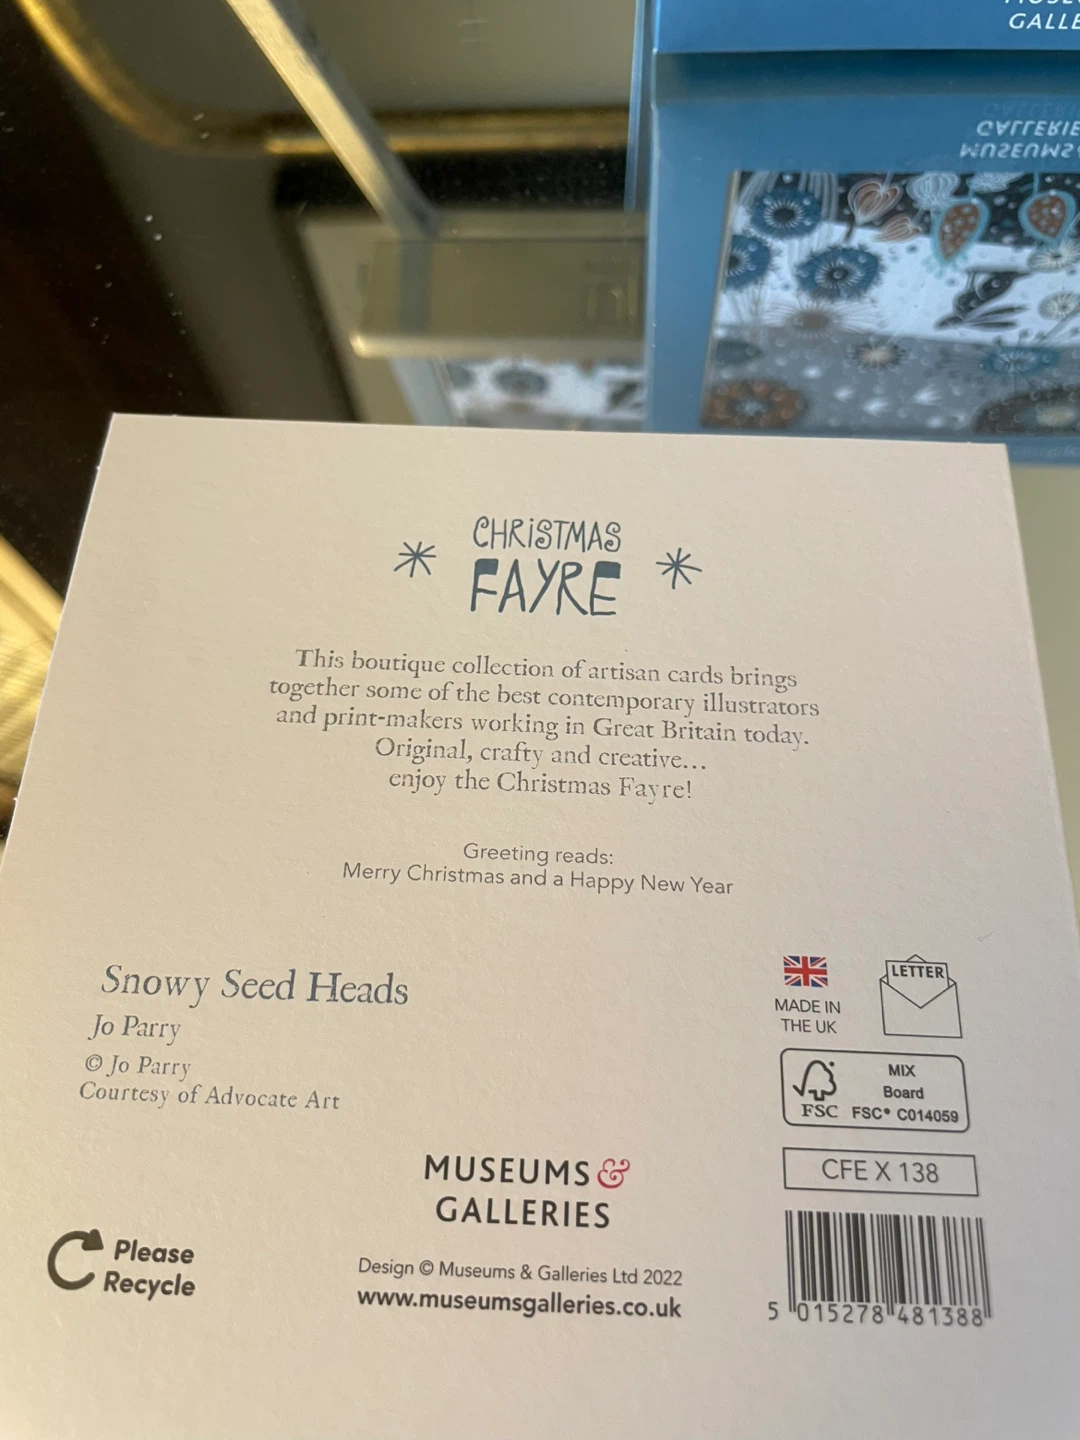 GALLE
GALLERIE
MUSEUMS
CHRISTMAS
FAYRE
This boutique collection of artisan cards brings
together some of the best contemporary illustrators
and print-makers working in Great Britain today.
Original, crafty and creative...
enjoy the Christmas Fayre!
Greeting reads:
Merry Christmas and a Happy New Year
Snowy Seed Heads
Jo Parry
© Jo Parry
Courtesy of Advocate Art
MADE IN
THE UK
LETTER
MIX
Board
FSC FSC® C014059
CFE X 138
MUSEUMS &
GALLERIES
Please
Recycle
Design © Museums & Galleries Ltd 2022
www.museumsgalleries.co.uk
5 015278 481388